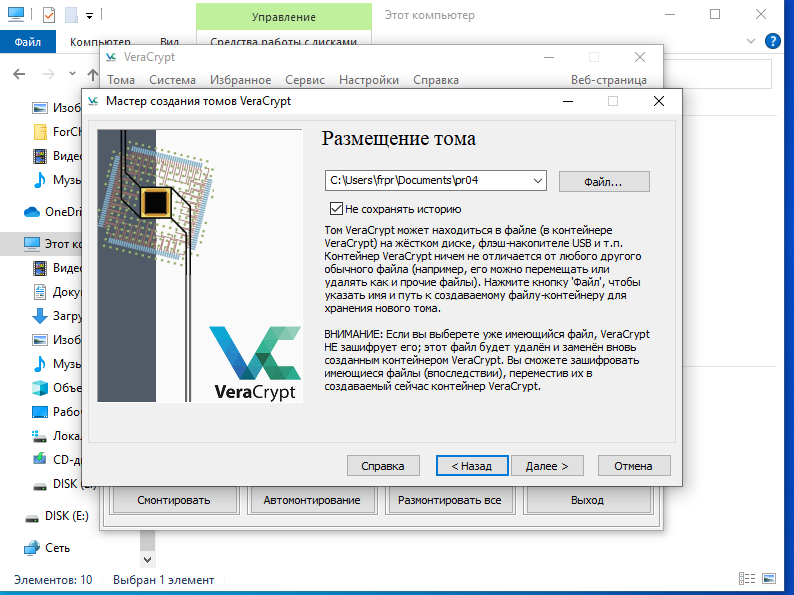 Управление
Этот компьютер
Файл
Компьютер
Вид
Средства работы с дисками
VeraCrypt
Тома
Система
Избранное
Сервис
Настройки
Справка
Веб-страница
Мастер создания томов VeraCrypt
Размещение тома
C:\Users\frpr\Documents\pr04
Файл...
Не сохранять историю
Том VeraCrypt может находиться в файле (в контейнере
VeraCrypt) на жёстком диске, флэш-накопителе USB и т.п.
Контейнер VeraCrypt ничем не отличается от любого другого
обычного файла (например, его можно перемещать или
удалять как и прочие файлы). Нажмите кнопку 'Файл', чтобы
указать имя и путь к создаваемому файлу-контейнеру для
хранения нового тома.
ВНИМАНИЕ: Если вы выберете уже имеющийся файл, VeraCrypt
НЕ зашифрует его; этот файл будет удалён и заменён вновь
созданным контейнером VeraCrypt. Вы сможете зашифровать
имеющиеся файлы (впоследствии), переместив их в
создаваемый сейчас контейнер VeraCrypt.
VeraCrypt
Справка
< Назад
Далее >
Отмена
Смонтировать
Автомонтирование
Размонтировать все
Выход
Изоб
ForCh
Видео
Музы
OneDri
Этот ко
Видео
Доку
Загру
Изоб
Музы
Объе
Рабо
Лока
CD-д
DISK (E:)
DISK (E:)
Сеть
Элементов: 10
Выбран 1 элемент